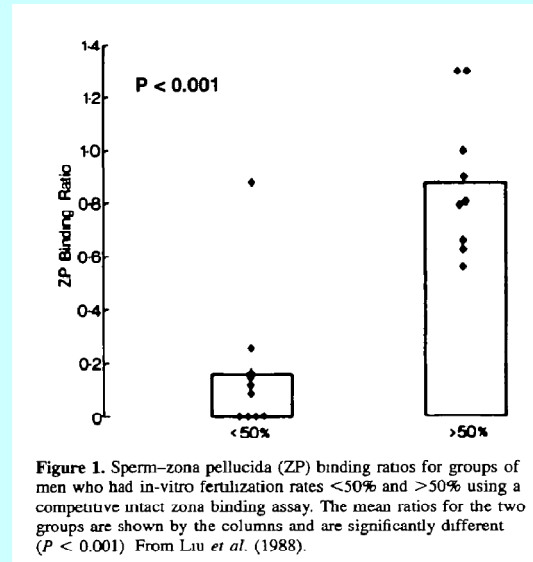 1·4
P < 0.001
1·2
1·0
0·8
0·6
0·4
0·2
0
ZP Binding Ratio
<50%
>50%
Figure 1. Sperm–zona pellucida (ZP) binding ratios for groups of
men who had in-vitro fertilization rates <50% and >50% using a
competitive intact zona binding assay. The mean ratios for the two
groups are shown by the columns and are significantly different
(P < 0.001) From Liu et al. (1988).